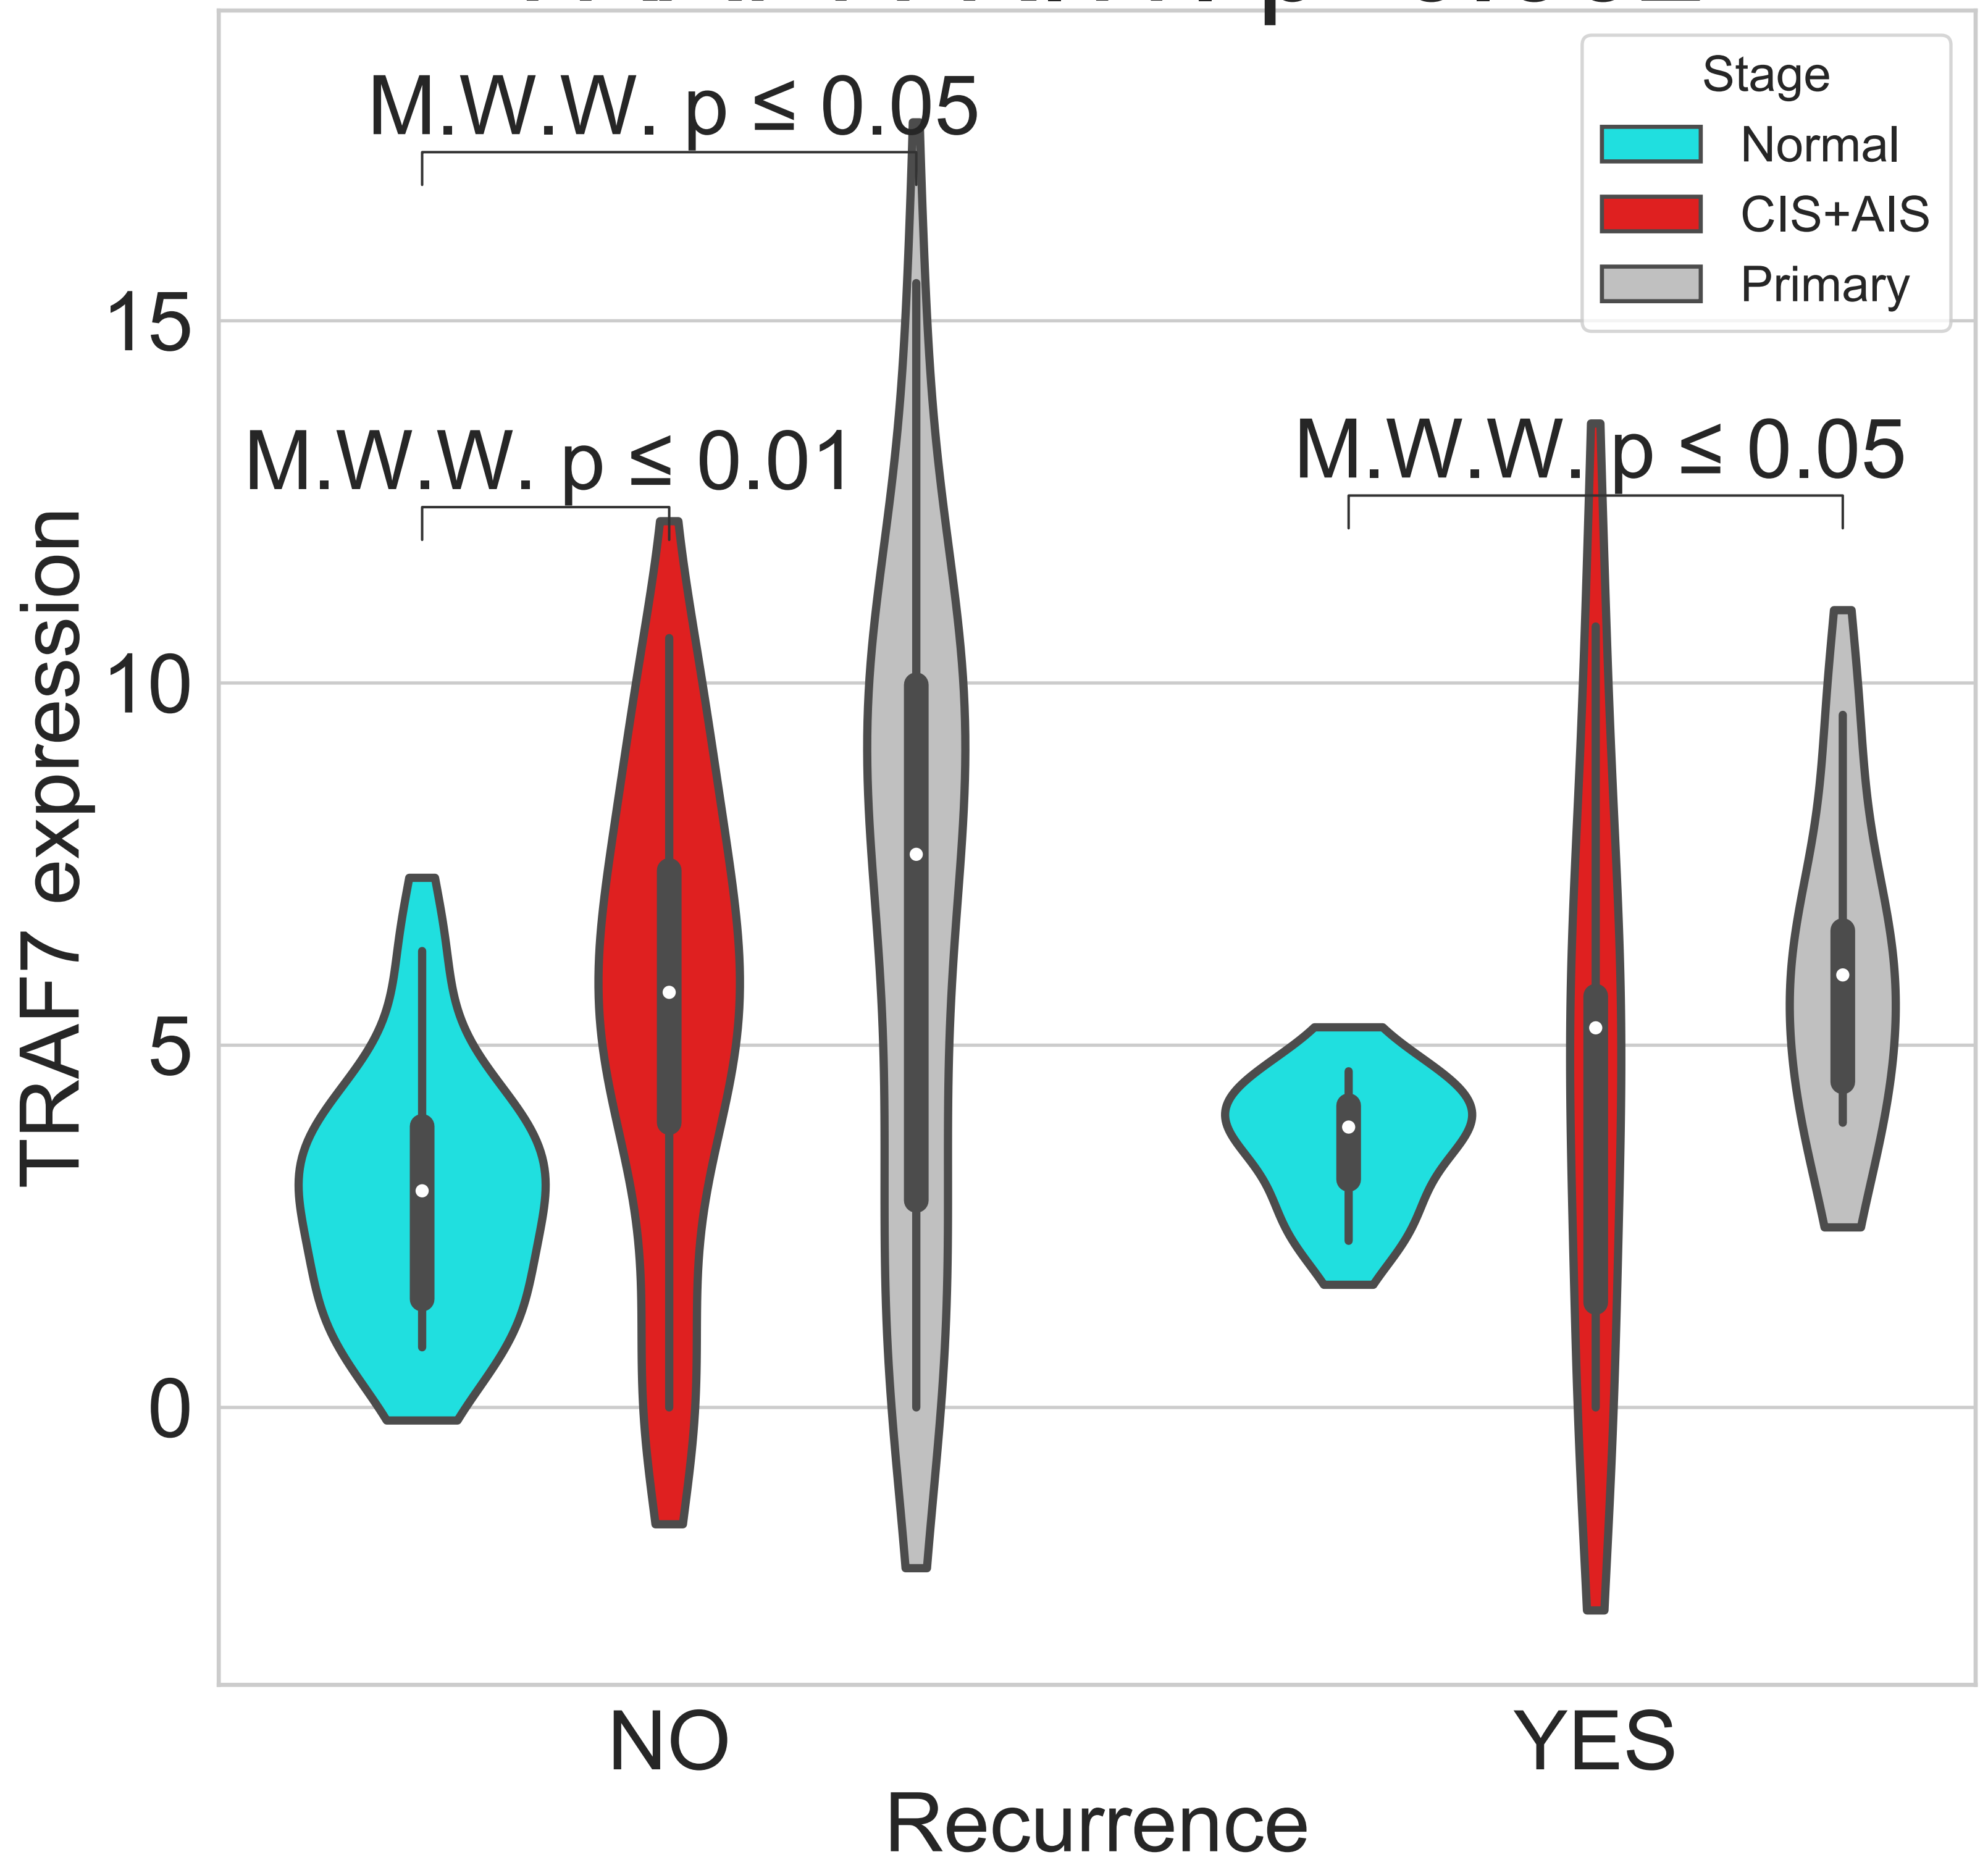 M.W.W. p ≤ 0.05
Stage
Normal
CIS+AIS
Primary
15
M.W.W. p ≤ 0.01
M.W.W. p ≤ 0.05
10
5
0
TRAF7 expression
NO
YES
Recurrence